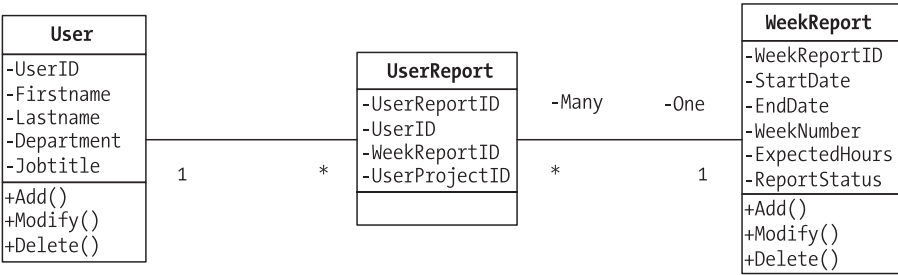 User
-UserID
-Firstname
-Lastname
-Department
-Jobtitle
+Add()
+Modify()
+Delete()
1
*
UserReport
-UserReportID
-UserID
-WeekReportID
-UserProjectID
-Many
-One
*
1
WeekReport
-WeekReportID
-StartDate
-EndDate
-WeekNumber
-ExpectedHours
-ReportStatus
+Add()
+Modify()
+Delete()